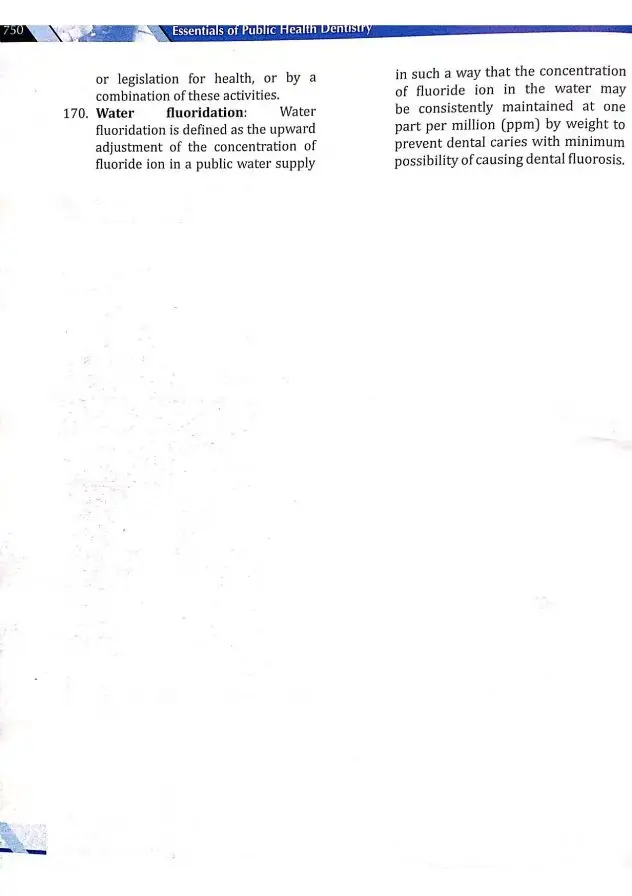 750
Essentials of Public Health Dentistry
or legislation for health, or by a
combination of these activities.
170. Water fluoridation: Water
fluoridation is defined as the upward
adjustment of the concentration of
fluoride ion in a public water supply
in such a way that the concentration
of fluoride ion in the water may
be consistently maintained at one
part per million (ppm) by weight to
prevent dental caries with minimum
possibility of causing dental fluorosis.